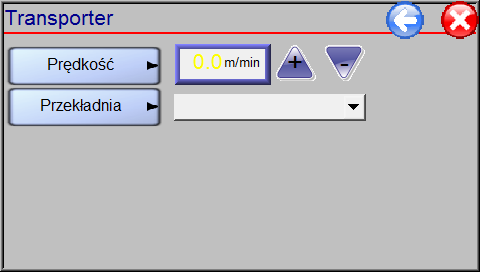 Transporter
Prędkość 0.0 m/min + -
Przekładnia